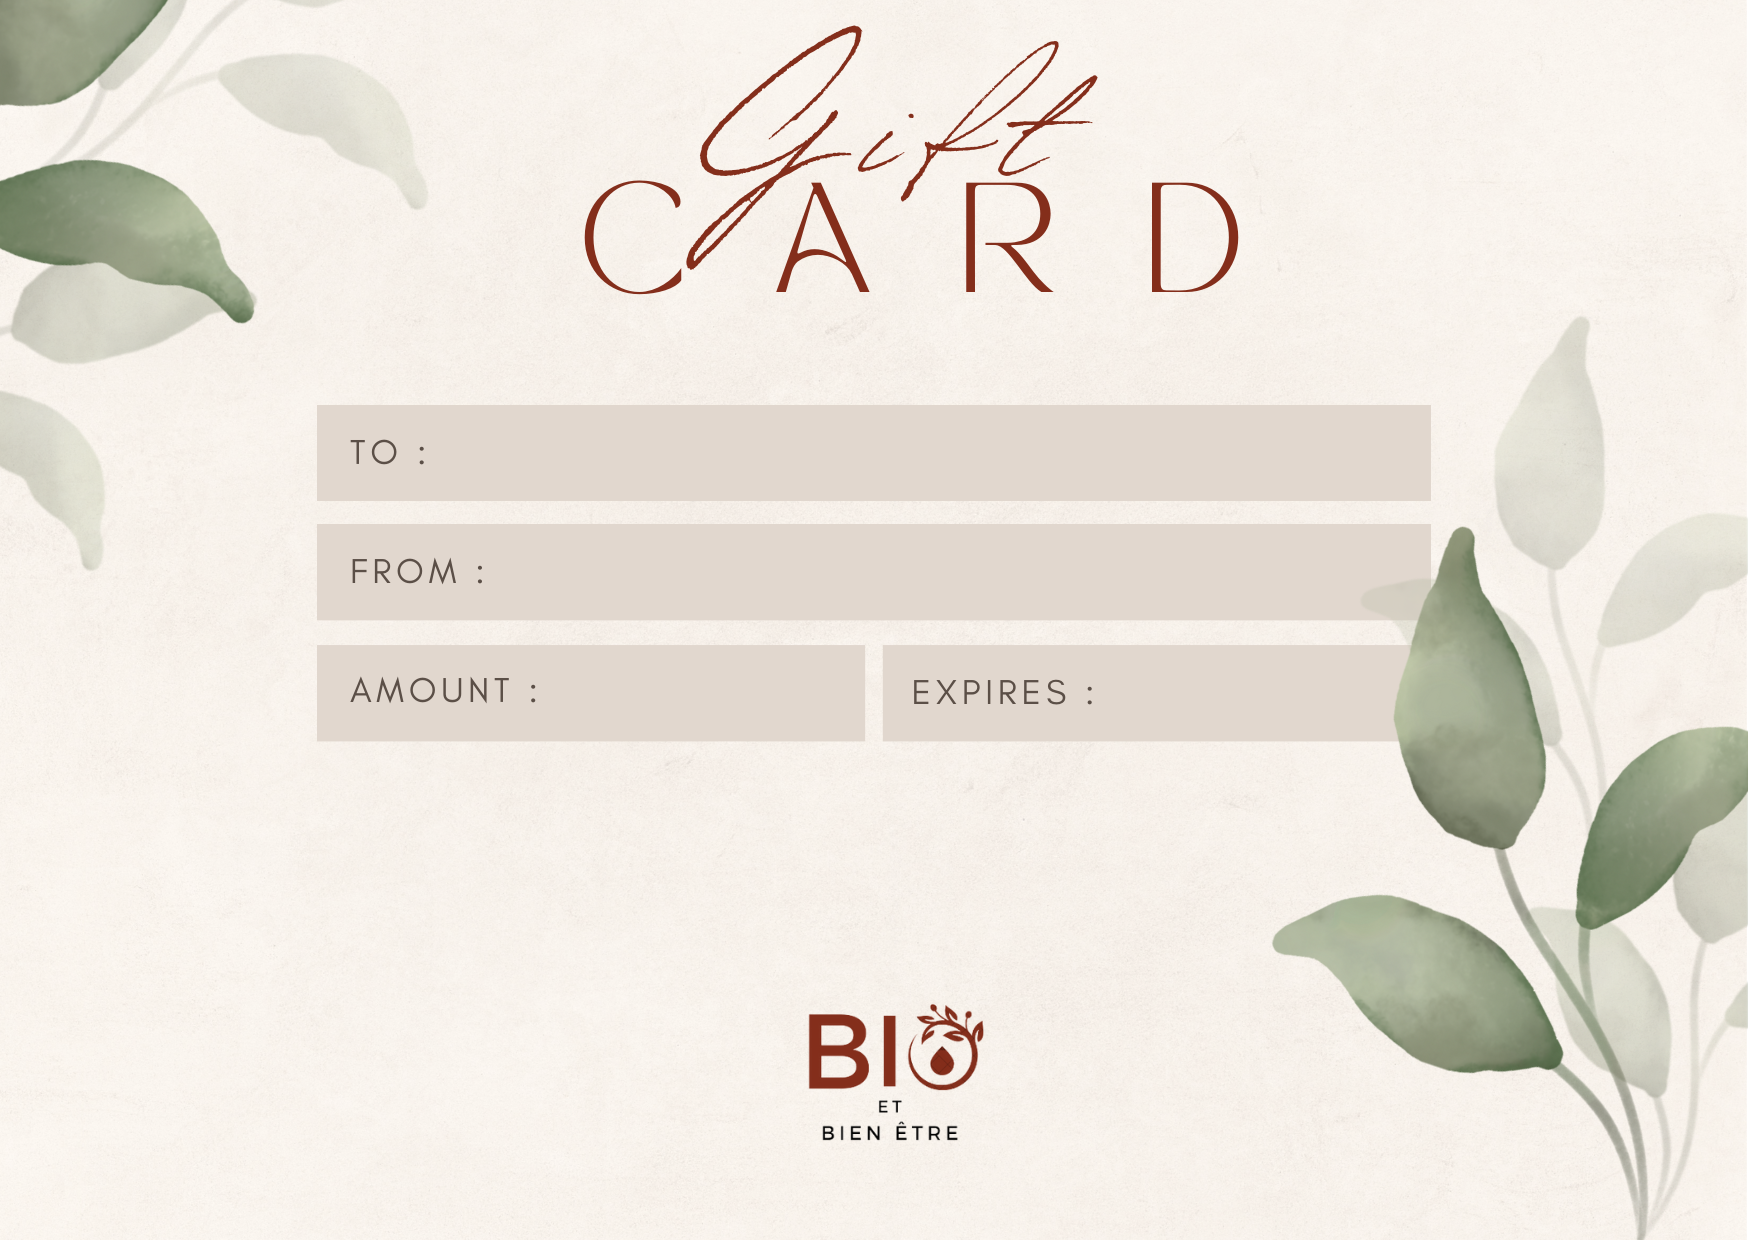 Gift
CARD
TO :
FROM :
AMOUNT :
EXPIRES :
BIO
ET
BIEN ÊTRE